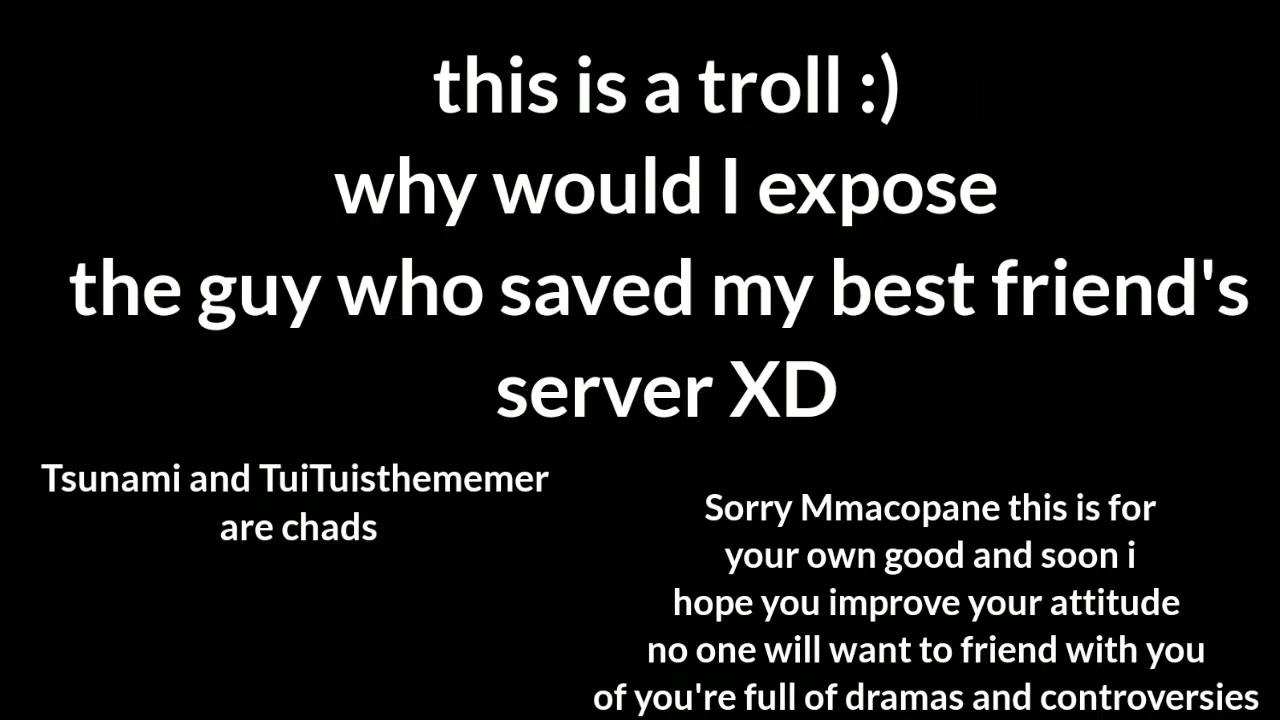 this is a troll :)
why would I expose
the guy who saved my best friend's
server XD
Tsunami and TuiTuisthememer
are chads
Sorry Mmacopane this is for
your own good and soon i
hope you improve your attitude
no one will want to friend with you
of you're full of dramas and controversies